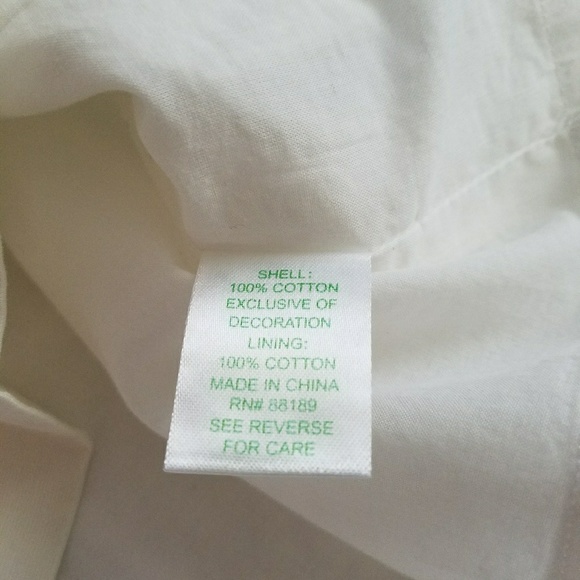 SHELL:
100% COTTON
EXCLUSIVE OF
DECORATION
LINING:
100% COTTON
MADE IN CHINA
RN# 88189
SEE REVERSE
FOR CARE